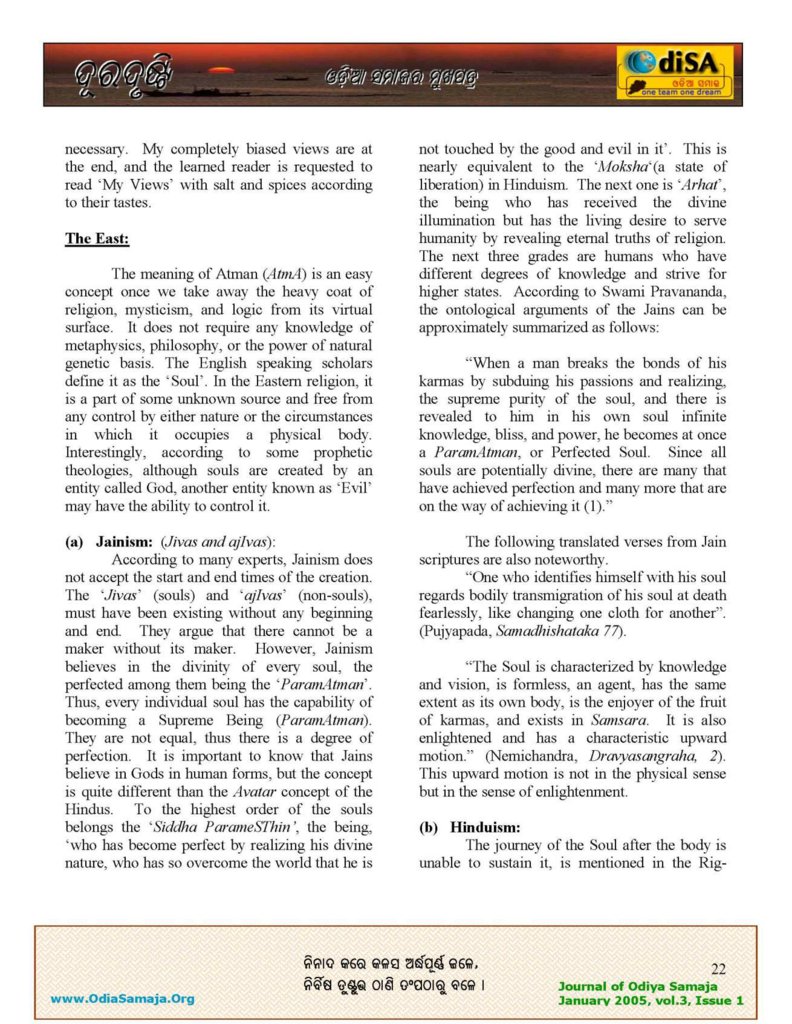 ଦୂରଦୃଷ୍ଟି
ଓଡ଼ିଆ ସମାଜର ମୁଖପତ୍ର
diSA
ଓଡ଼ିଆ ସମାଜ
one team one dream
necessary. My completely biased views are at
the end, and the learned reader is requested to
read ‘My Views’ with salt and spices according
to their tastes.
The East:
The meaning of Atman (AtmA) is an easy
concept once we take away the heavy coat of
religion, mysticism, and logic from its virtual
surface. It does not require any knowledge of
metaphysics, philosophy, or the power of natural
genetic basis. The English speaking scholars
define it as the ‘Soul’. In the Eastern religion, it
is a part of some unknown source and free from
any control by either nature or the circumstances
in which it occupies a physical body.
Interestingly, according to some prophetic
theologies, although souls are created by an
entity called God, another entity known as ‘Evil’
may have the ability to control it.
(a) Jainism: (Jivas and ajIvas):
According to many experts, Jainism does
not accept the start and end times of the creation.
The ‘Jivas’ (souls) and ‘ajIvas’ (non-souls),
must have been existing without any beginning
and end. They argue that there cannot be a
maker without its maker. However, Jainism
believes in the divinity of every soul, the
perfected among them being the ‘ParamAtman’.
Thus, every individual soul has the capability of
becoming a Supreme Being (ParamAtman).
They are not equal, thus there is a degree of
perfection. It is important to know that Jains
believe in Gods in human forms, but the concept
is quite different than the Avatar concept of the
Hindus. To the highest order of the souls
belongs the ‘Siddha ParameSThin’, the being,
‘who has become perfect by realizing his divine
nature, who has so overcome the world that he is
not touched by the good and evil in it’. This is
nearly equivalent to the ‘Moksha‘(a state of
liberation) in Hinduism. The next one is ‘Arhat’,
the being who has received the divine
illumination but has the living desire to serve
humanity by revealing eternal truths of religion.
The next three grades are humans who have
different degrees of knowledge and strive for
higher states. According to Swami Pravananda,
the ontological arguments of the Jains can be
approximately summarized as follows:
“When a man breaks the bonds of his
karmas by subduing his passions and realizing,
the supreme purity of the soul, and there is
revealed to him in his own soul infinite
knowledge, bliss, and power, he becomes at once
a ParamAtman, or Perfected Soul. Since all
souls are potentially divine, there are many that
have achieved perfection and many more that are
on the way of achieving it (1).”
The following translated verses from Jain
scriptures are also noteworthy.
“One who identifies himself with his soul
regards bodily transmigration of his soul at death
fearlessly, like changing one cloth for another”.
(Pujyapada, Samadhishataka 77).
“The Soul is characterized by knowledge
and vision, is formless, an agent, has the same
extent as its own body, is the enjoyer of the fruit
of karmas, and exists in Samsara. It is also
enlightened and has a characteristic upward
motion.” (Nemichandra, Dravyasangraha, 2).
This upward motion is not in the physical sense
but in the sense of enlightenment.
(b) Hinduism:
The journey of the Soul after the body is
unable to sustain it, is mentioned in the Rig-
ନିନାଦ କରେ କଳସ ଅର୍ଦ୍ଧପୂର୍ଣ୍ଣ ଜଳେ,
ନିର୍ବିଷ ତୁଣ୍ଡୁଭ ଠାଣି ତଂପଠାରୁ ବଳେ ।
22
www.OdiaSamaja.Org
Journal of Odiya Samaja
January 2005, vol.3, Issue 1